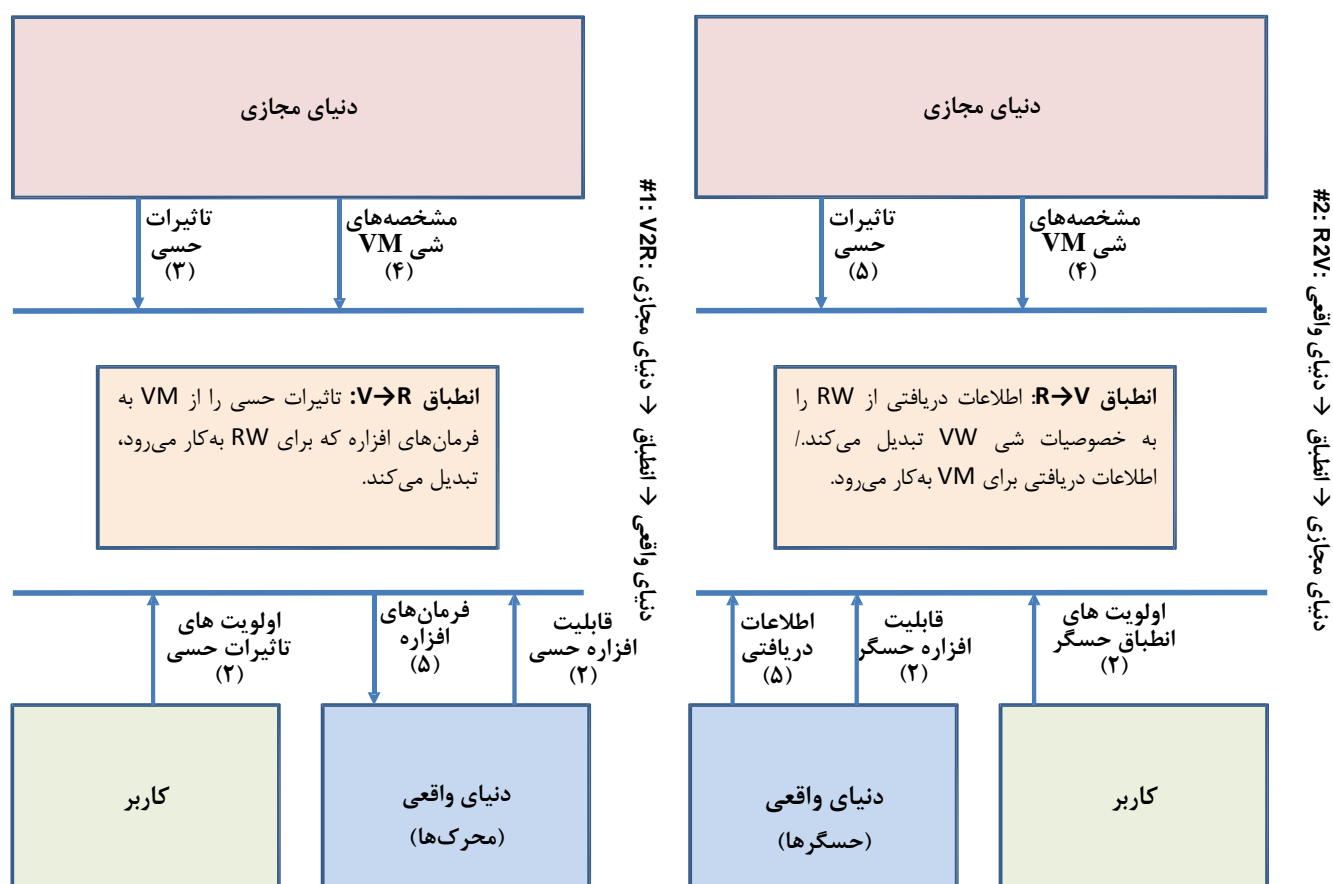 دنیای مجازی
تاثیرات
حسی
(۳)
مشخصه‌های
شی VM
(۴)
انطباق V→R: تاثیرات حسی را از VM به
فرمان‌های افزاره که برای RW به‌کار می‌رود،
تبدیل می‌کند.
اولویت های
تاثیرات حسی
(۲)
فرمان‌های
افزاره
(۵)
قابلیت
افزاره حسی
(۲)
کاربر
دنیای واقعی
(محرک‌ها)
#1: V2R: دنیای مجازی → انطباق → دنیای واقعی
دنیای مجازی
تاثیرات
حسی
(۵)
مشخصه‌های
شی VM
(۴)
انطباق R→V: اطلاعات دریافتی از RW را
به خصوصیات شی VW تبدیل می‌کند./
اطلاعات دریافتی برای VM به‌کار می‌رود.
اطلاعات
دریافتی
(۵)
قابلیت
افزاره حسگر
(۲)
اولویت های
انطباق حسگر
(۲)
دنیای واقعی
(حسگرها)
کاربر
#2: R2V: دنیای واقعی → انطباق → دنیای مجازی